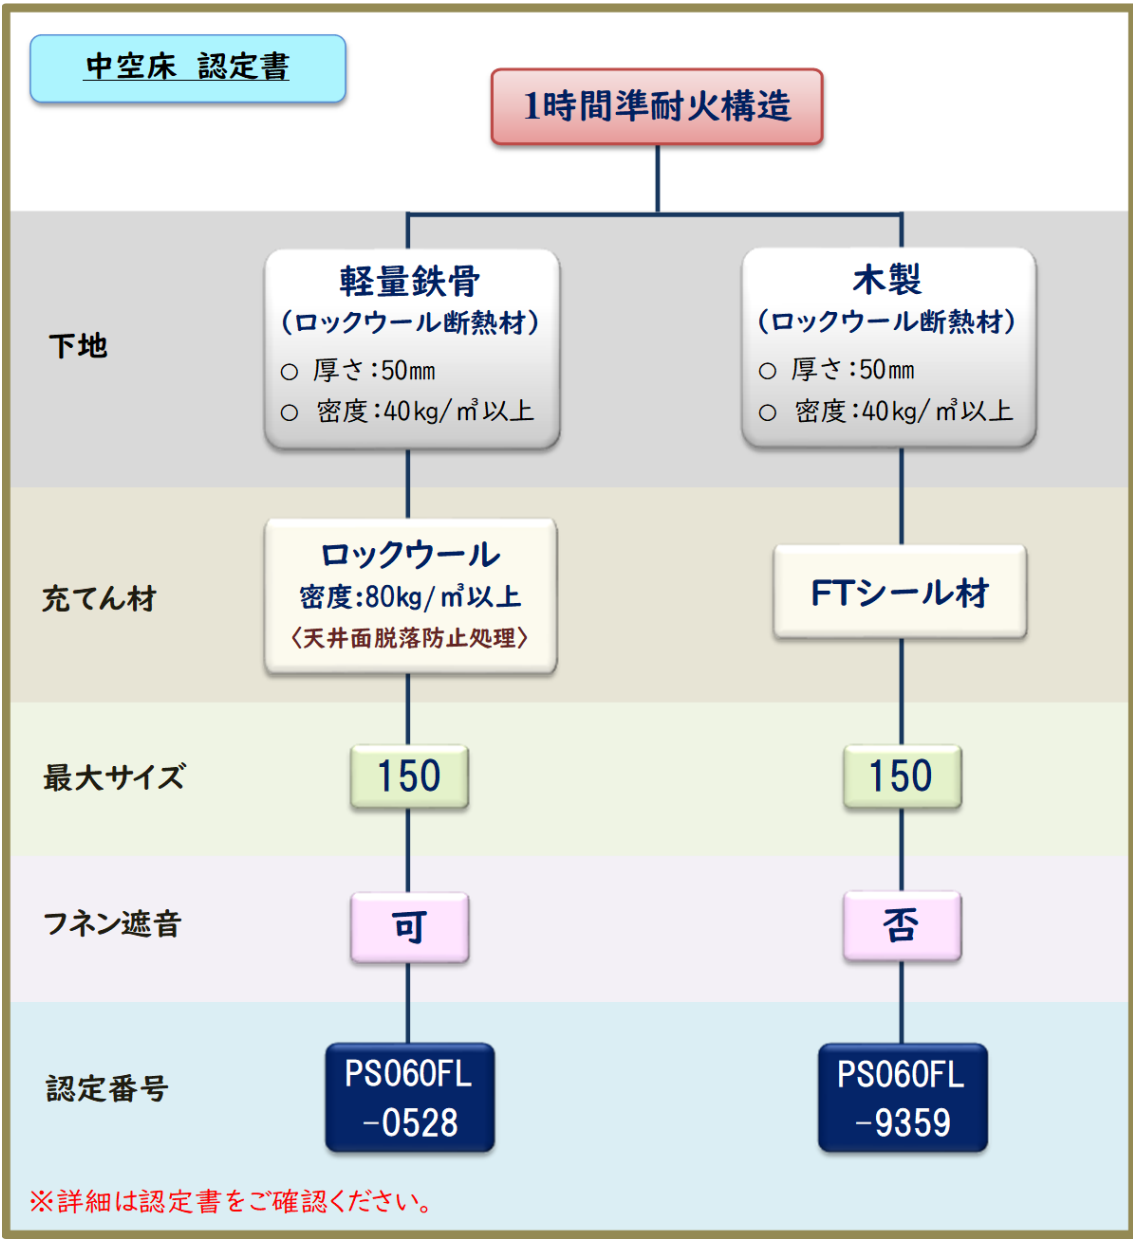 中空床 認定書
1時間準耐火構造
下地
軽量鉄骨
(ロックウール断熱材)
○ 厚さ:50㎜
○ 密度:40kg/㎥以上
木製
(ロックウール断熱材)
○ 厚さ:50㎜
○ 密度:40kg/㎥以上
充てん材
ロックウール
密度:80kg/㎥以上
〈天井面脱落防止処理〉
FTシール材
最大サイズ
150
150
フネン遮音
可
否
認定番号
PS060FL
-0528
PS060FL
-9359
※詳細は認定書をご確認ください。